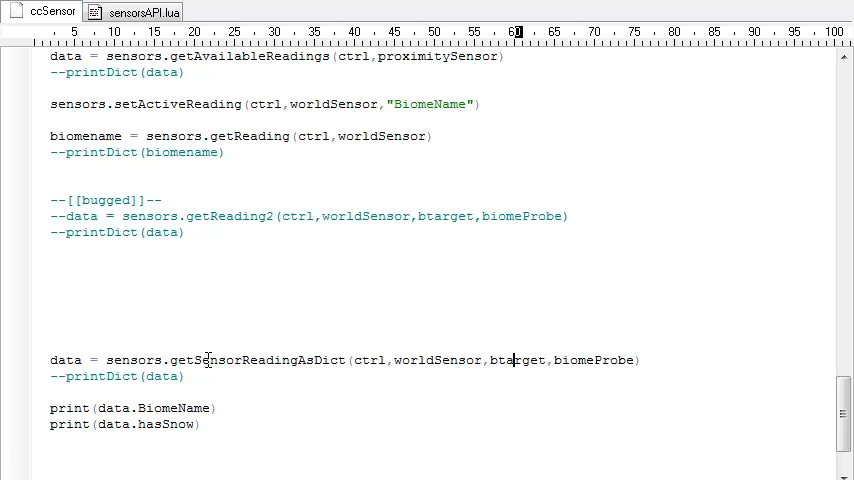 ccSensor sensorsAPI.lua
5 10 15 20 25 30 35 40 45 50 55 60 65 70 75 80 85 90 95 100
data = sensors.getAvailableReadings(ctrl,proximitySensor)
--printDict(data)
sensors.setActiveReading(ctrl,worldSensor,"BiomeName")
biomename = sensors.getReading(ctrl,worldSensor)
--printDict(biomename)
--[[bugged]]--
--data = sensors.getReading2(ctrl,worldSensor,btarget,biomeProbe)
--printDict(data)
data = sensors.getSensorReadingAsDict(ctrl,worldSensor,btarget,biomeProbe)
--printDict(data)
print(data.BiomeName)
print(data.hasSnow)